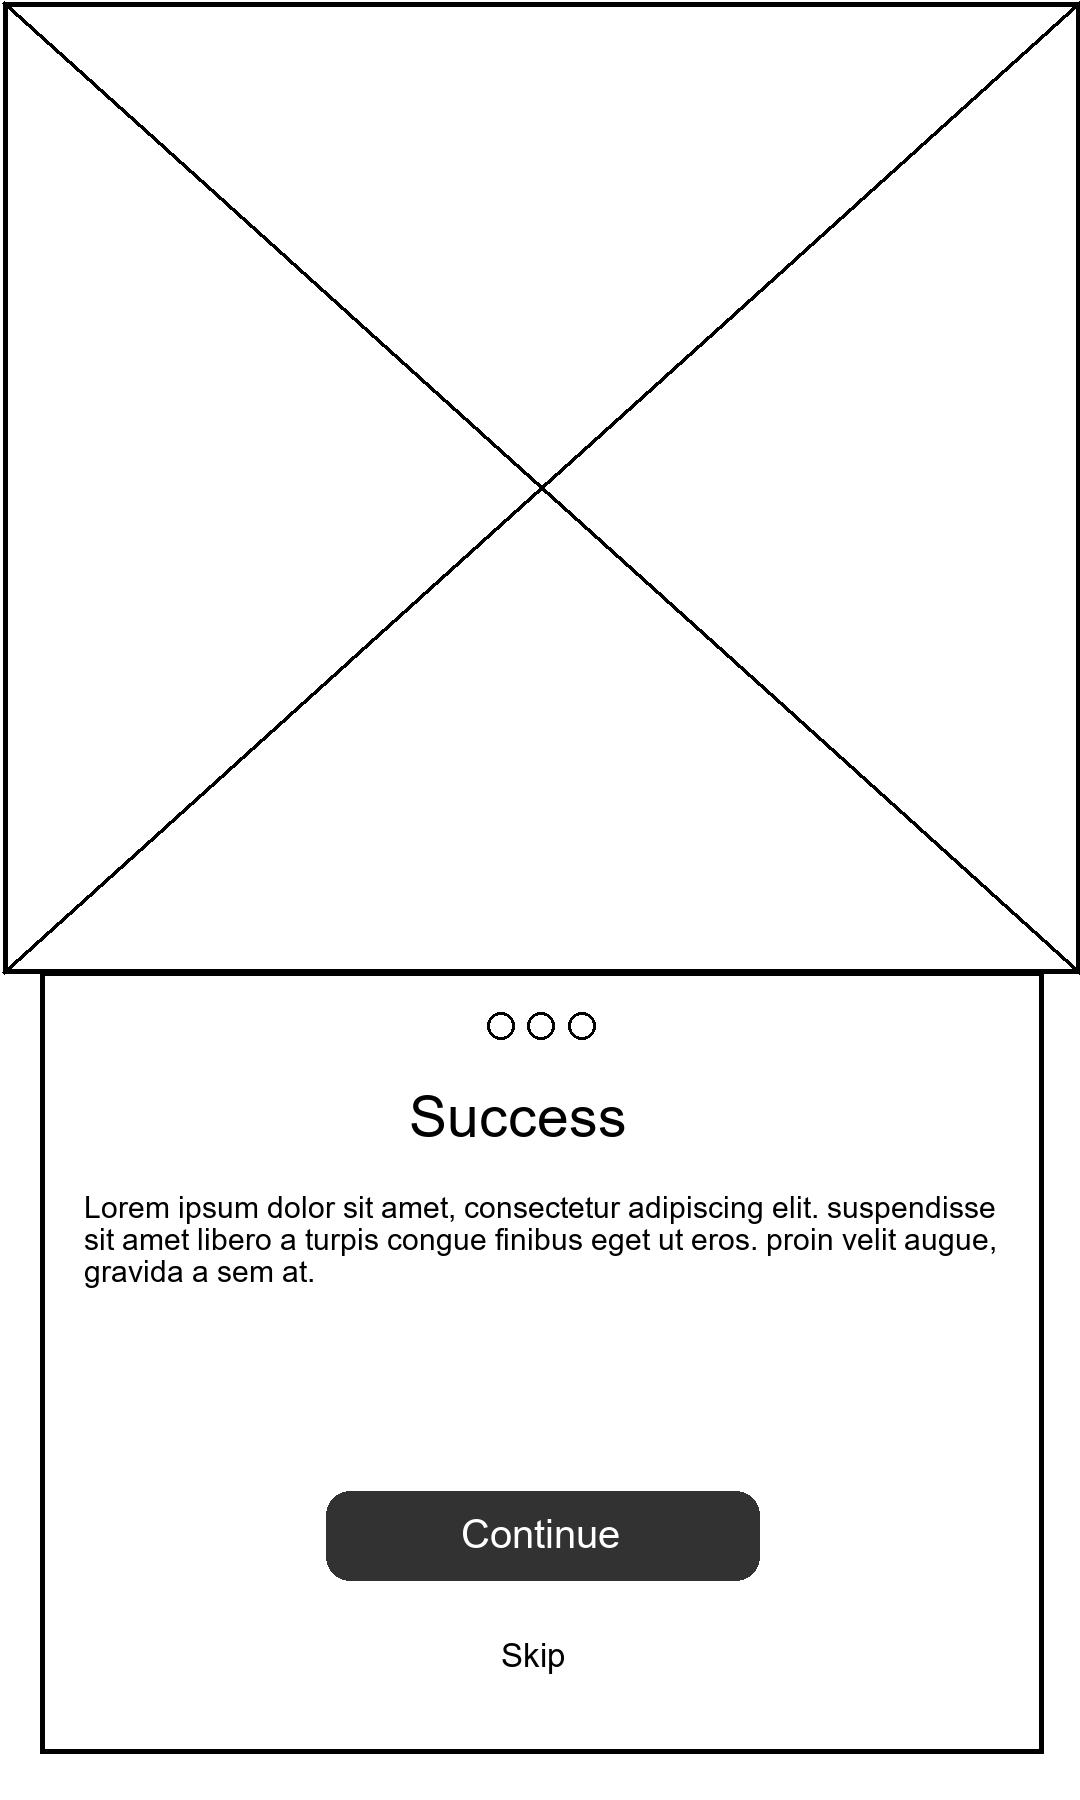 Success
Lorem ipsum dolor sit amet, consectetur adipiscing elit. suspendisse
sit amet libero a turpis congue finibus eget ut eros. proin velit augue,
gravida a sem at.
Continue
Skip